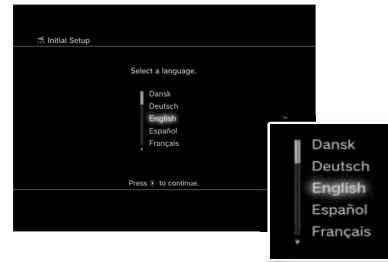 Initial Setup
Select a language.
Dansk
Deutsch
English
Español
Français
Press ⓧ to continue.
Dansk
Deutsch
English
Español
Français